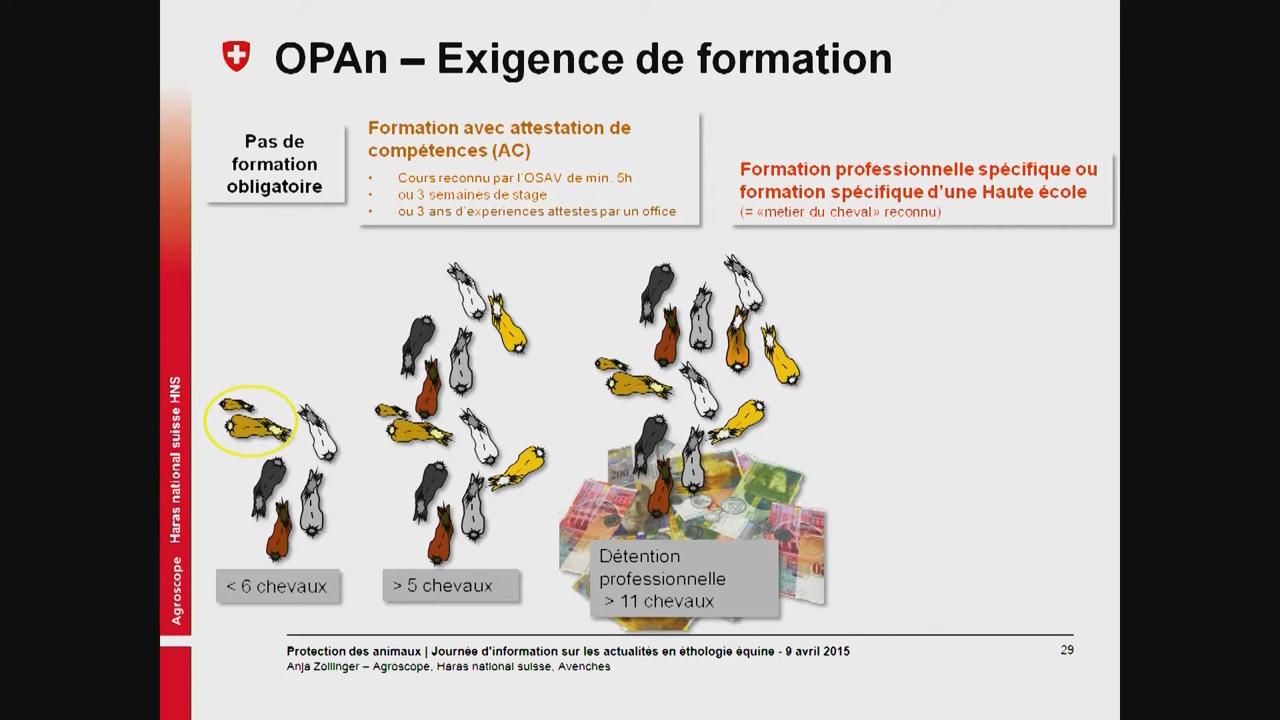 OPAn – Exigence de formation
Pas de
formation
obligatoire
Formation avec attestation de
compétences (AC)
• Cours reconnu par l'OSAV de min. 5h
• ou 3 semaines de stage
• ou 3 ans d'expériences attestés par un office
Formation professionnelle spécifique ou
formation spécifique d'une Haute école
(= «métier du cheval» reconnu)
< 6 chevaux
> 5 chevaux
Détention
professionnelle
> 11 chevaux
200
20
Agroscope Haras national suisse HNS
Protection des animaux | Journée d'information sur les actualités en éthologie équine - 9 avril 2015
Anja Zollinger – Agroscope, Haras national suisse, Avenches
29